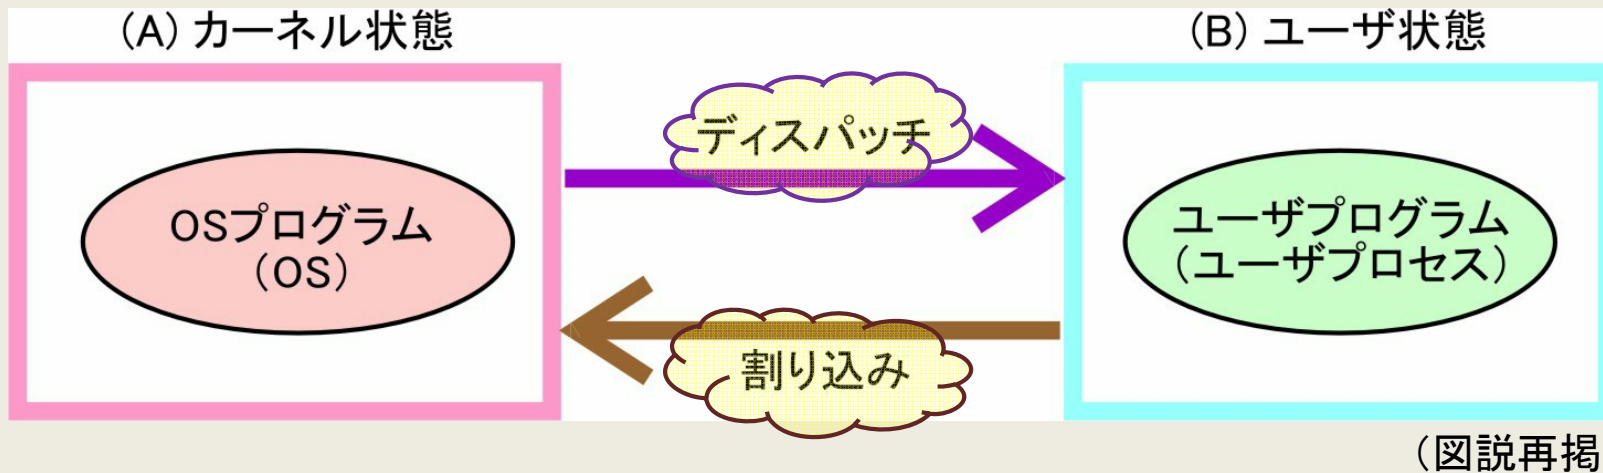 (A) カーネル状態
(B) ユーザ状態
ディスパッチ
OSプログラム
（OS）
ユーザプログラム
（ユーザプロセス）
割り込み
（図説再掲